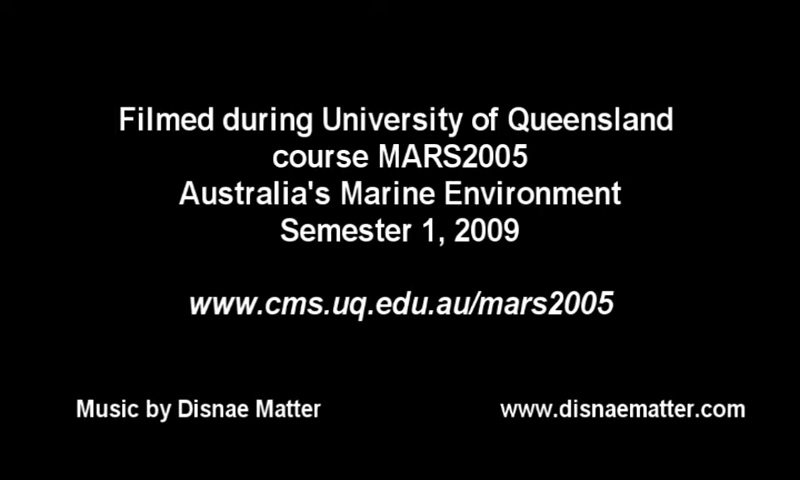 Filmed during University of Queensland
course MARS2005
Australia's Marine Environment
Semester 1, 2009
www.cms.uq.edu.au/mars2005
Music by Disnae Matter
www.disnaematter.com